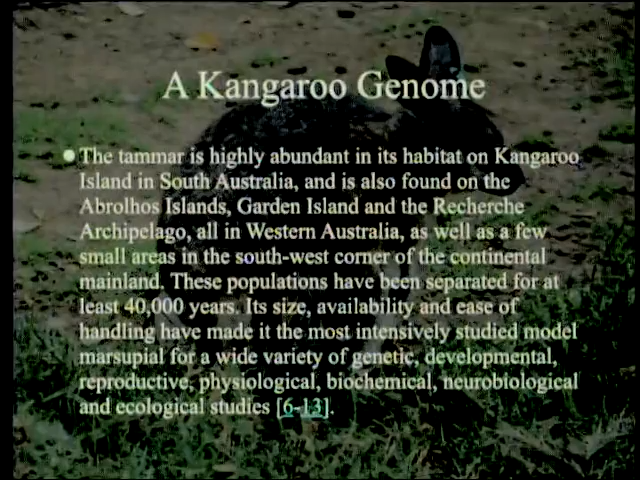 A Kangaroo Genome
The tammar is highly abundant in its habitat on Kangaroo
Island in South Australia, and is also found on the
Abrolhos Islands, Garden Island and the Recherche
Archipelago, all in Western Australia, as well as a few
small areas in the south-west corner of the continental
mainland. These populations have been separated for at
least 40,000 years. Its size, availability and ease of
handling have made it the most intensively studied model
marsupial for a wide variety of genetic, developmental,
reproductive, physiological, biochemical, neurobiological
and ecological studies [6-13].